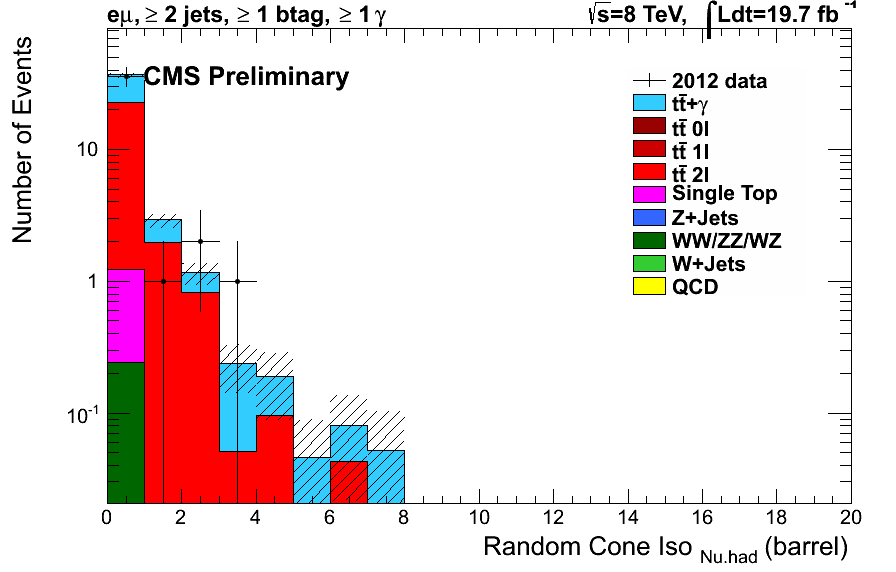 eμ, ≥ 2 jets, ≥ 1 btag, ≥ 1 γ
√s=8 TeV, ∫Ldt=19.7 fb⁻¹
CMS Preliminary
Number of Events
10
1
10⁻¹
2012 data
tt̄+γ
tt̄ 0l
tt̄ 1l
tt̄ 2l
Single Top
Z+Jets
WW/ZZ/WZ
W+Jets
QCD
0 2 4 6 8 10 12 14 16 18 20
Random Cone Iso Nu.had (barrel)